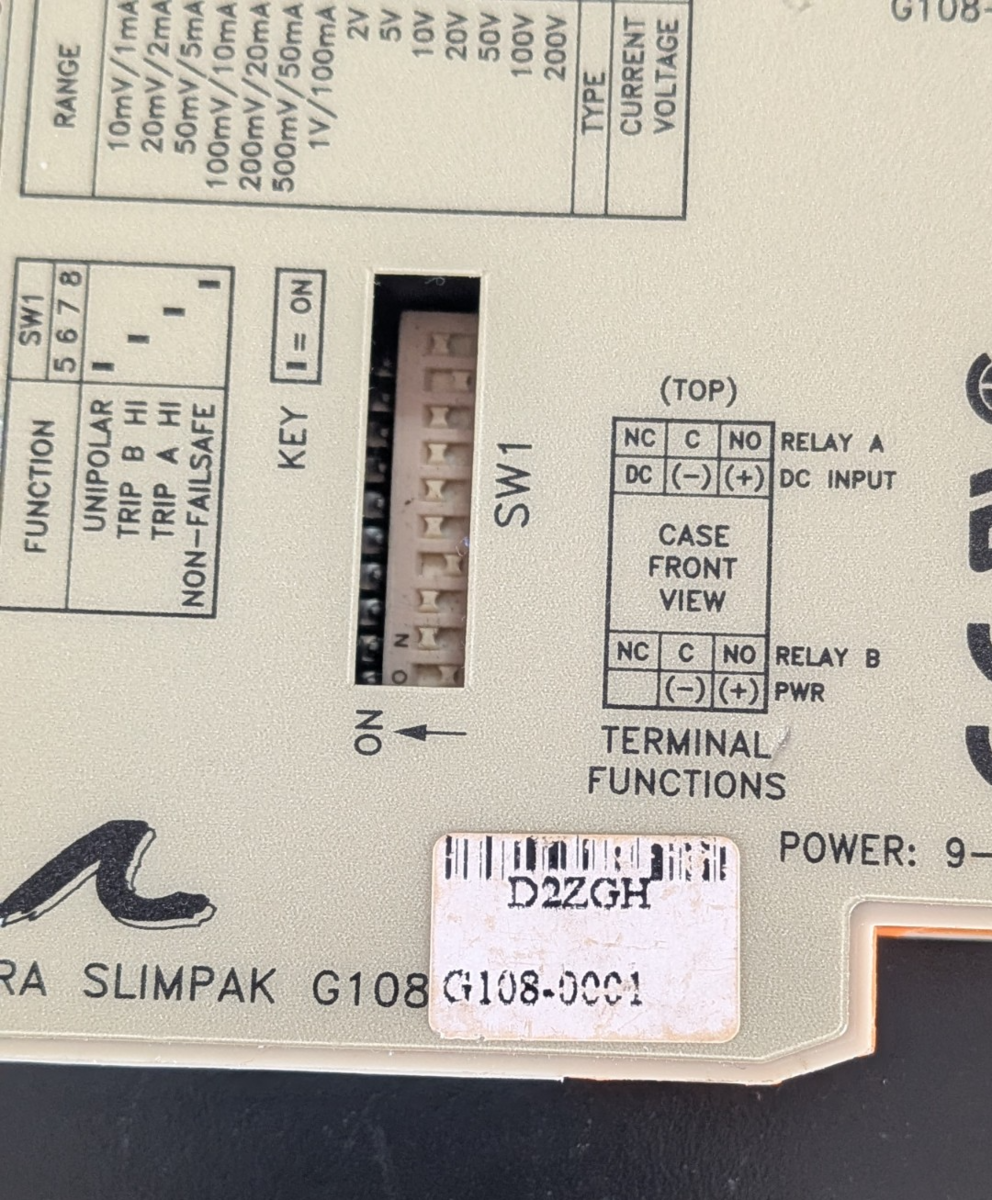 G108-
RANGE
10mV/1mA
20mV/2mA
50mV/5mA
100mV/10mA
200mV/20mA
500mV/50mA
1V/100mA
2V
5V
10V
20V
50V
100V
200V
TYPE
CURRENT
VOLTAGE
FUNCTION SW1
5 6 7 8
UNIPOLAR
TRIP B HI
TRIP A HI
NON-FAILSAFE
KEY = ON
O N
SW1
ON
(TOP)
NC C NO RELAY A
DC (-) (+) DC INPUT
CASE
FRONT
VIEW
NC C NO RELAY B
(-) (+) PWR
TERMINAL
FUNCTIONS
POWER: 9-
D2ZGH
RA SLIMPAK G108
G108-0001